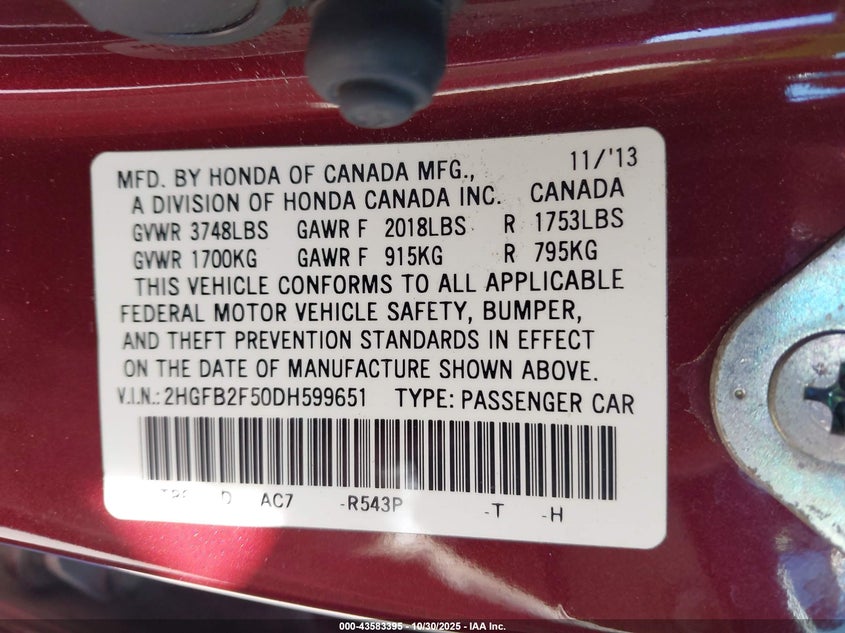 MFD. BY HONDA OF CANADA MFG., 11/'13
A DIVISION OF HONDA CANADA INC. CANADA
GVWR 3748LBS GAWR F 2018LBS R 1753LBS
GVWR 1700KG GAWR F 915KG R 795KG
THIS VEHICLE CONFORMS TO ALL APPLICABLE
FEDERAL MOTOR VEHICLE SAFETY, BUMPER,
AND THEFT PREVENTION STANDARDS IN EFFECT
ON THE DATE OF MANUFACTURE SHOWN ABOVE.
V.I.N.: 2HGFB2F50DH599651 TYPE: PASSENGER CAR
D AC7 -R543P -T -H
000-43583395 - 10/30/2025 - IAA Inc.